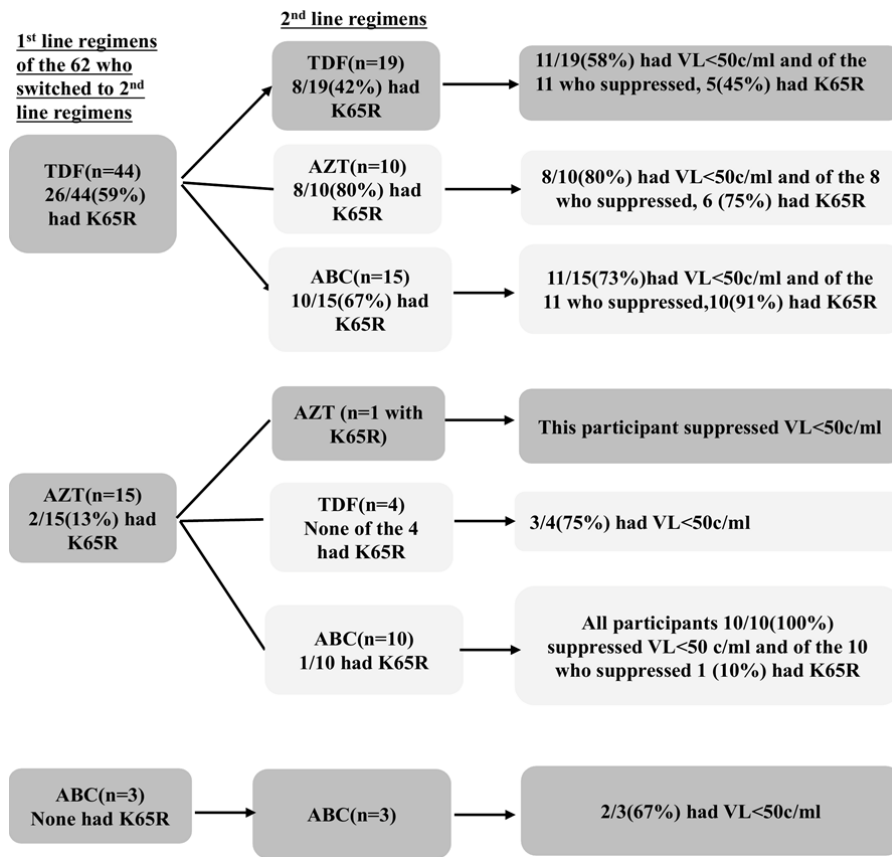 1st line regimens
of the 62 who
switched to 2nd
line regimens
2nd line regimens
TDF(n=44)
26/44(59%)
had K65R
TDF(n=19)
8/19(42%) had
K65R
11/19(58%) had VL<50c/ml and of the
11 who suppressed, 5(45%) had K65R
AZT(n=10)
8/10(80%) had
K65R
8/10(80%) had VL<50c/ml and of the 8
who suppressed, 6 (75%) had K65R
ABC(n=15)
10/15(67%) had
K65R
11/15(73%)had VL<50c/ml and of the
11 who suppressed,10(91%) had K65R
AZT(n=15)
2/15(13%) had
K65R
AZT (n=1 with
K65R)
This participant suppressed VL<50c/ml
TDF(n=4)
None of the 4
had K65R
3/4(75%) had VL<50c/ml
ABC(n=10)
1/10 had K65R
All participants 10/10(100%)
suppressed VL<50 c/ml and of the 10
who suppressed 1 (10%) had K65R
ABC(n=3)
None had K65R
ABC(n=3)
2/3(67%) had VL<50c/ml